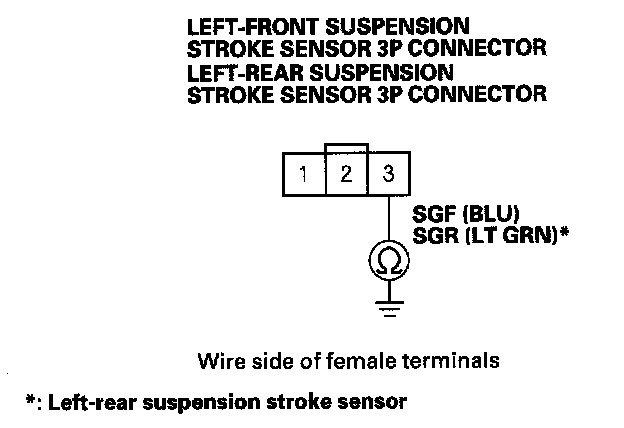 LEFT-FRONT SUSPENSION
STROKE SENSOR 3P CONNECTOR
LEFT-REAR SUSPENSION
STROKE SENSOR 3P CONNECTOR
1 2 3
SGF (BLU)
SGR (LT GRN)*
Ω
Wire side of female terminals
*: Left-rear suspension stroke sensor